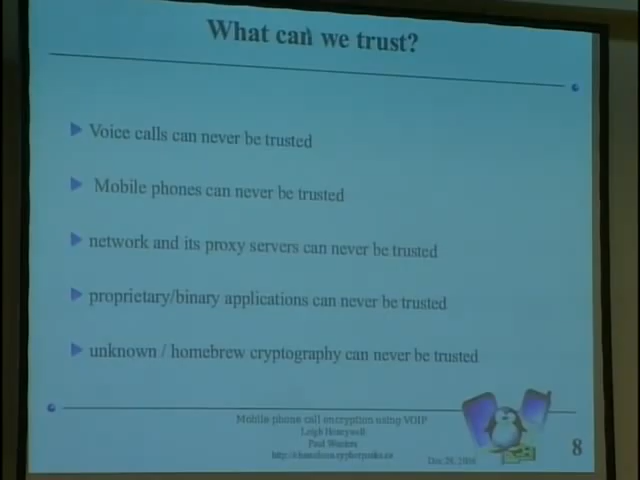 What can we trust?
Voice calls can never be trusted
Mobile phones can never be trusted
network and its proxy servers can never be trusted
proprietary/binary applications can never be trusted
unknown / homebrew cryptography can never be trusted
Mobile phone call encryption using VOIP
Leigh Honeywell
Paul Wouters
8